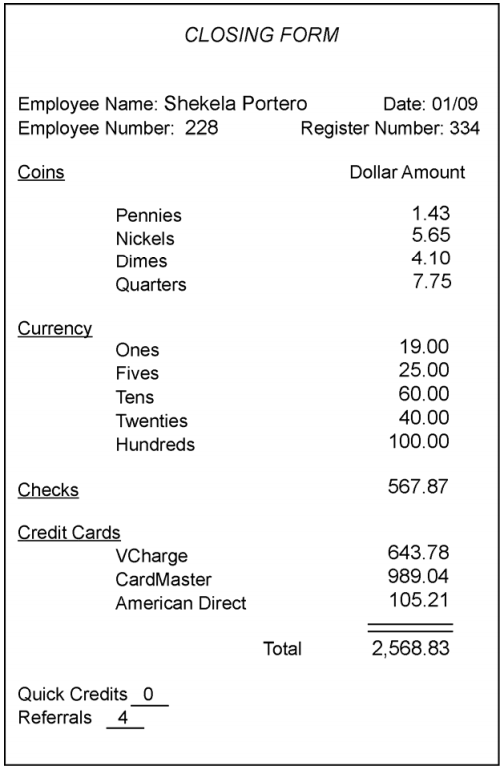 CLOSING FORM
Employee Name: Shekela Portero Date: 01/09
Employee Number: 228 Register Number: 334
Coins Dollar Amount
Pennies 1.43
Nickels 5.65
Dimes 4.10
Quarters 7.75
Currency
Ones 19.00
Fives 25.00
Tens 60.00
Twenties 40.00
Hundreds 100.00
Checks 567.87
Credit Cards
VCharge 643.78
CardMaster 989.04
American Direct 105.21
Total 2,568.83
Quick Credits 0
Referrals 4